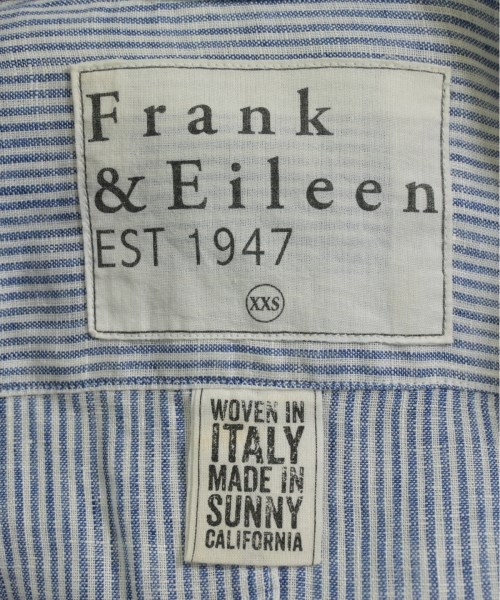 Frank
& Eileen
EST 1947
XXS
WOVEN IN
ITALY
MADE IN
SUNNY
CALIFORNIA